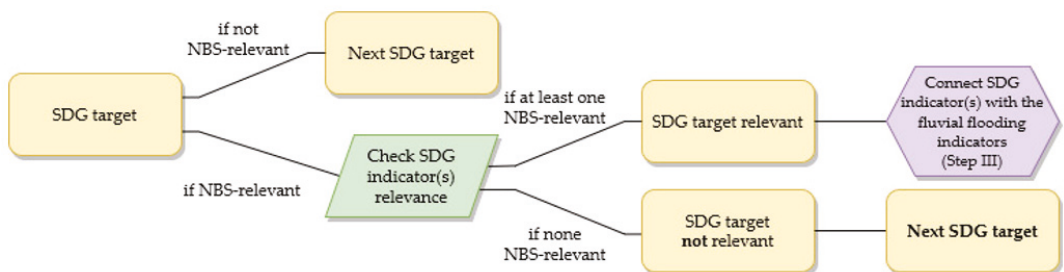 if not
NBS-relevant
Next SDG target
SDG target
if NBS-relevant
Check SDG
indicator(s)
relevance
if at least one
NBS-relevant
SDG target relevant
Connect SDG
indicator(s) with the
fluvial flooding
indicators
(Step III)
if none
NBS-relevant
SDG target
not relevant
Next SDG target